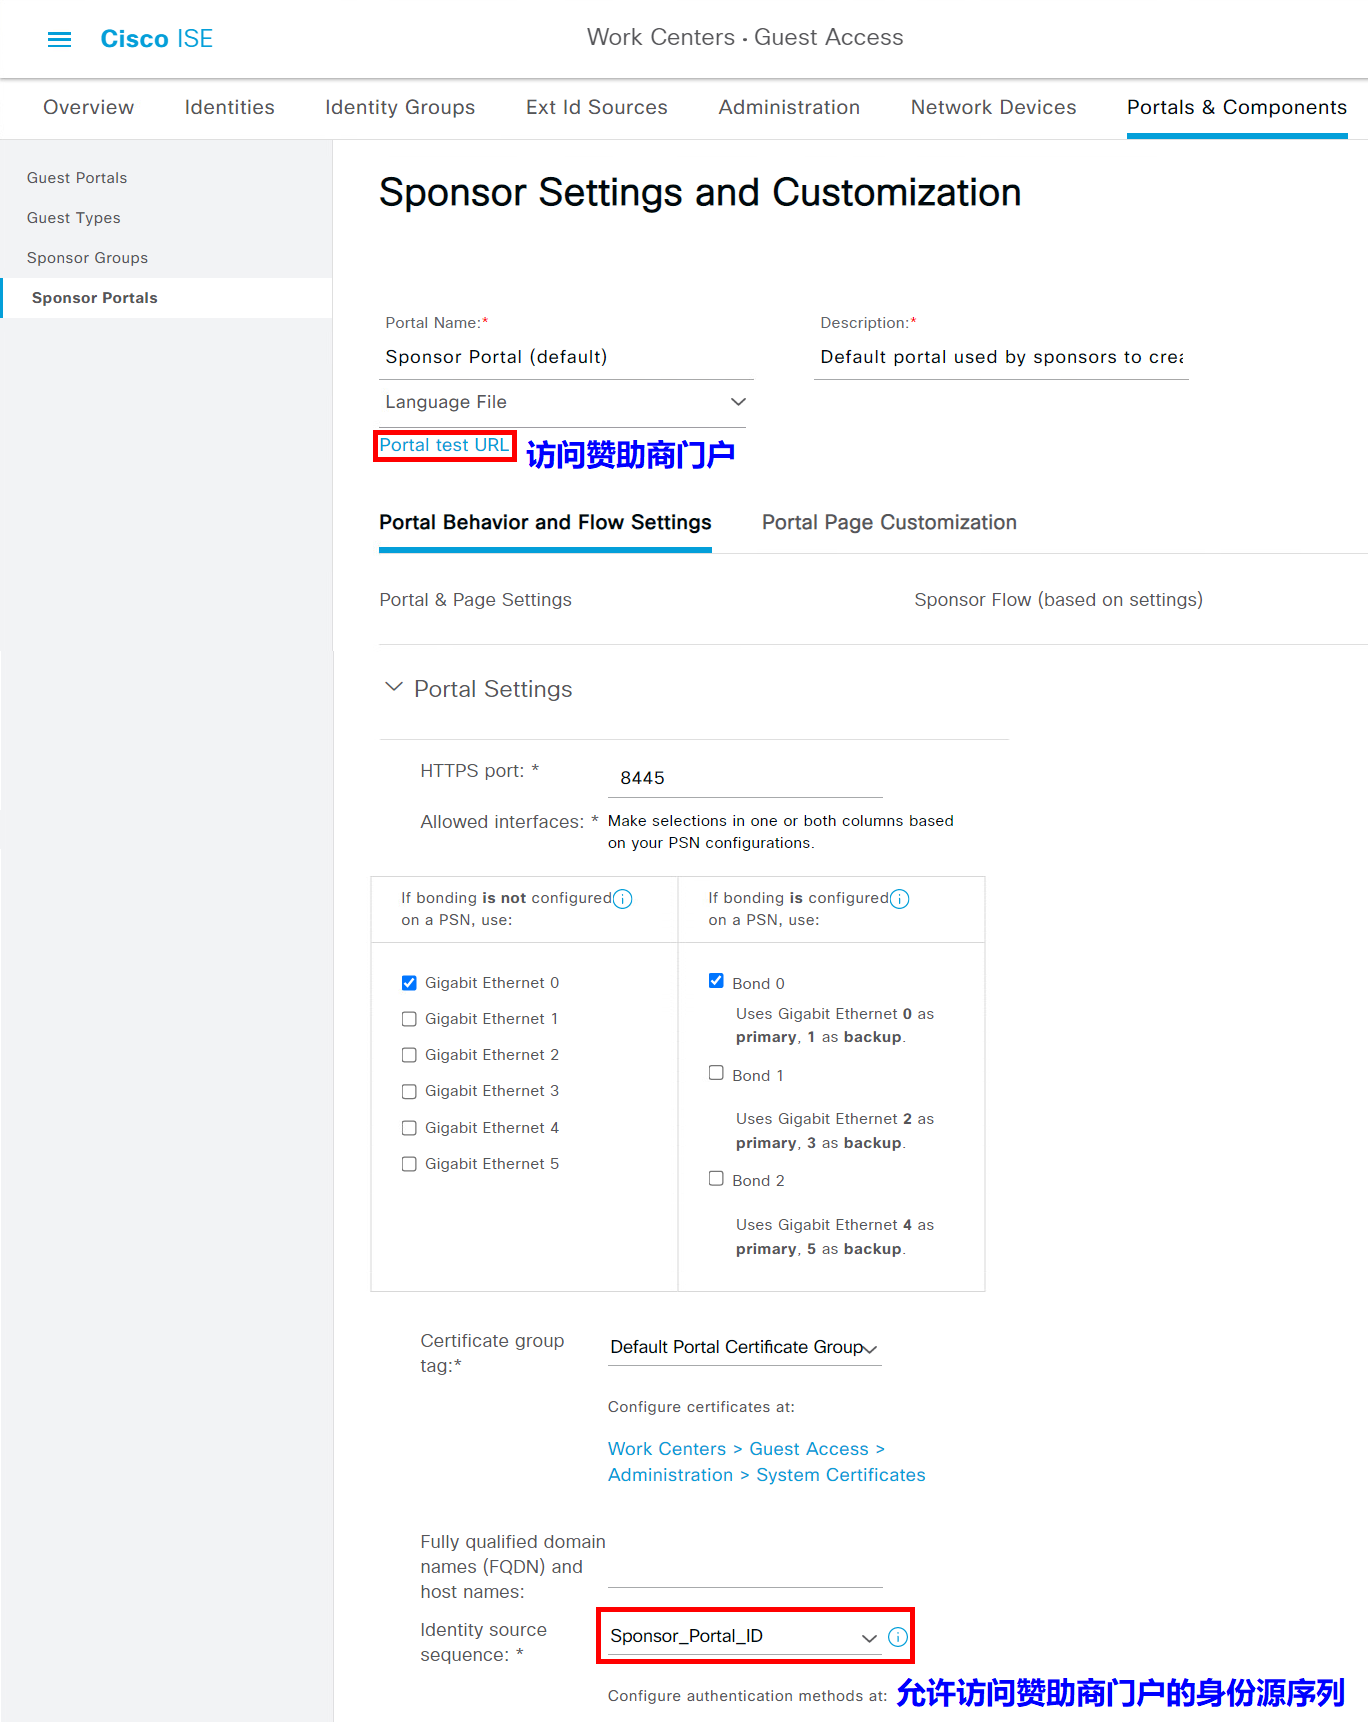 Cisco ISE
Work Centers · Guest Access
Overview
Identities
Identity Groups
Ext Id Sources
Administration
Network Devices
Portals & Components
Guest Portals
Guest Types
Sponsor Groups
Sponsor Portals
Sponsor Settings and Customization
Portal Name:*
Description:*
Sponsor Portal (default)
Default portal used by sponsors to crea
Language File
Portal test URL
访问赞助商门户
Portal Behavior and Flow Settings
Portal Page Customization
Portal & Page Settings
Sponsor Flow (based on settings)
Portal Settings
HTTPS port: *
8445
Allowed interfaces: *
Make selections in one or both columns based
on your PSN configurations.
If bonding is not configured
on a PSN, use:
If bonding is configured
on a PSN, use:
Gigabit Ethernet 0
Gigabit Ethernet 1
Gigabit Ethernet 2
Gigabit Ethernet 3
Gigabit Ethernet 4
Gigabit Ethernet 5
Bond 0
Uses Gigabit Ethernet 0 as
primary, 1 as backup.
Bond 1
Uses Gigabit Ethernet 2 as
primary, 3 as backup.
Bond 2
Uses Gigabit Ethernet 4 as
primary, 5 as backup.
Certificate group
tag:*
Default Portal Certificate Group
Configure certificates at:
Work Centers > Guest Access >
Administration > System Certificates
Fully qualified domain
names (FQDN) and
host names:
Identity source
sequence: *
Sponsor_Portal_ID
Configure authentication methods at:
允许访问赞助商门户的身份源序列